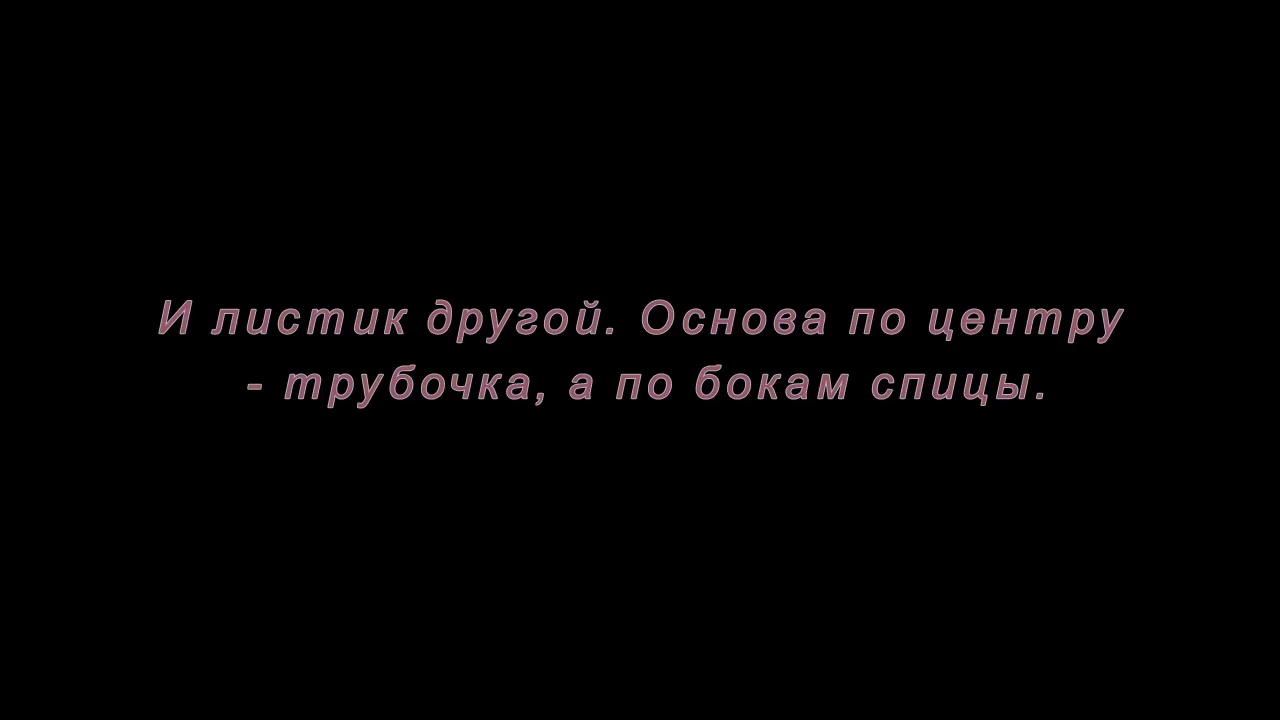 И листик другой. Основа по центру
- трубочка, а по бокам спицы.